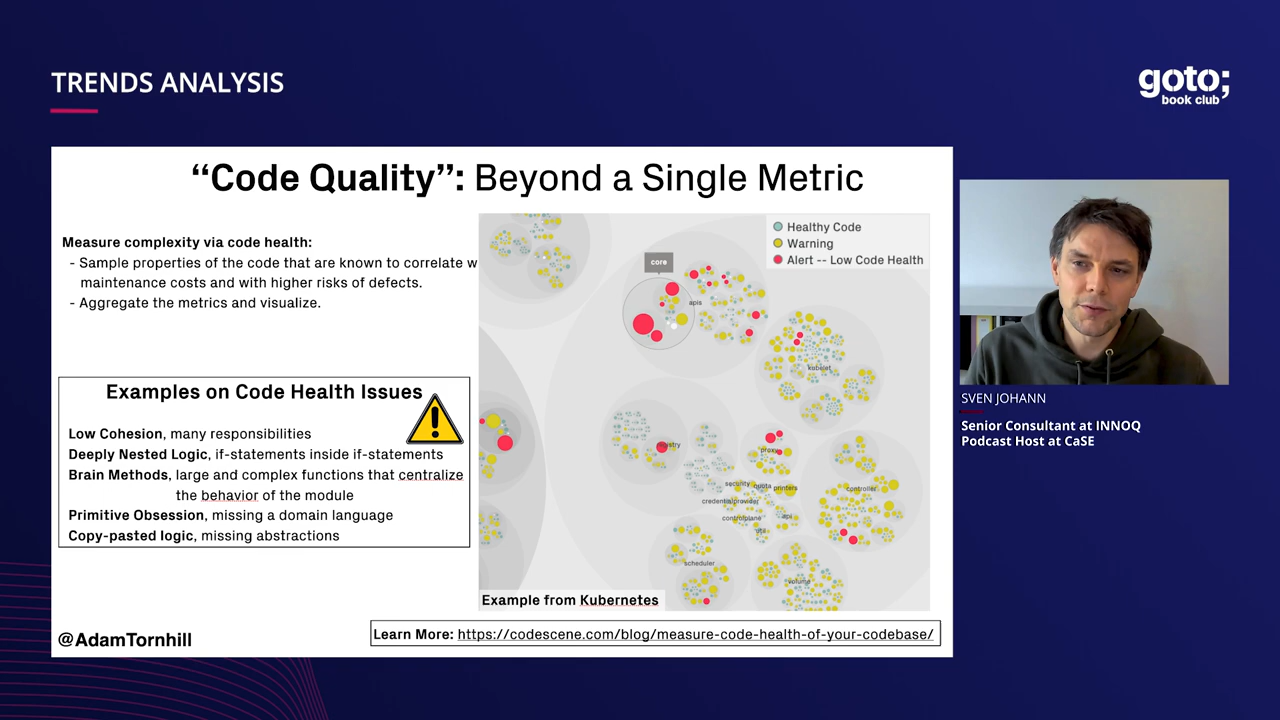 TRENDS ANALYSIS
goto;
book club
“Code Quality”: Beyond a Single Metric
Measure complexity via code health:
- Sample properties of the code that are known to correlate w
maintenance costs and with higher risks of defects.
- Aggregate the metrics and visualize.
Examples on Code Health Issues
Low Cohesion, many responsibilities
Deeply Nested Logic, if-statements inside if-statements
Brain Methods, large and complex functions that centralize
the behavior of the module
Primitive Obsession, missing a domain language
Copy-pasted logic, missing abstractions
Healthy Code
Warning
Alert -- Low Code Health
core
apis
kubelet
registry
proxy
security
quota
printers
credentialprovider
controlplane
api
util
controller
scheduler
volume
Example from Kubernetes
@AdamTornhill
Learn More: https://codescene.com/blog/measure-code-health-of-your-codebase/
SVEN JOHANN
Senior Consultant at INNOQ
Podcast Host at CaSE